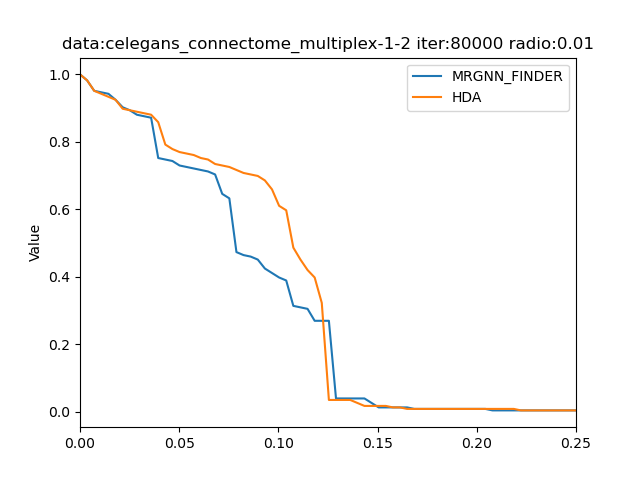 data:celegans_connectome_multiplex-1-2 iter:80000 radio:0.01
MRGNN_FINDER
HDA
Value
1.0
0.8
0.6
0.4
0.2
0.0
0.00 0.05 0.10 0.15 0.20 0.25